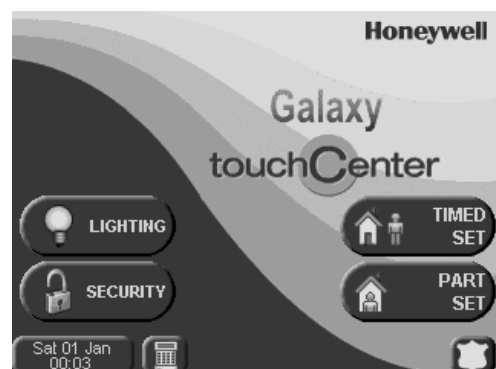 Honeywell
Galaxy
touchCenter
LIGHTING
TIMED
SET
SECURITY
PART
SET
Sat 01 Jan
00:03